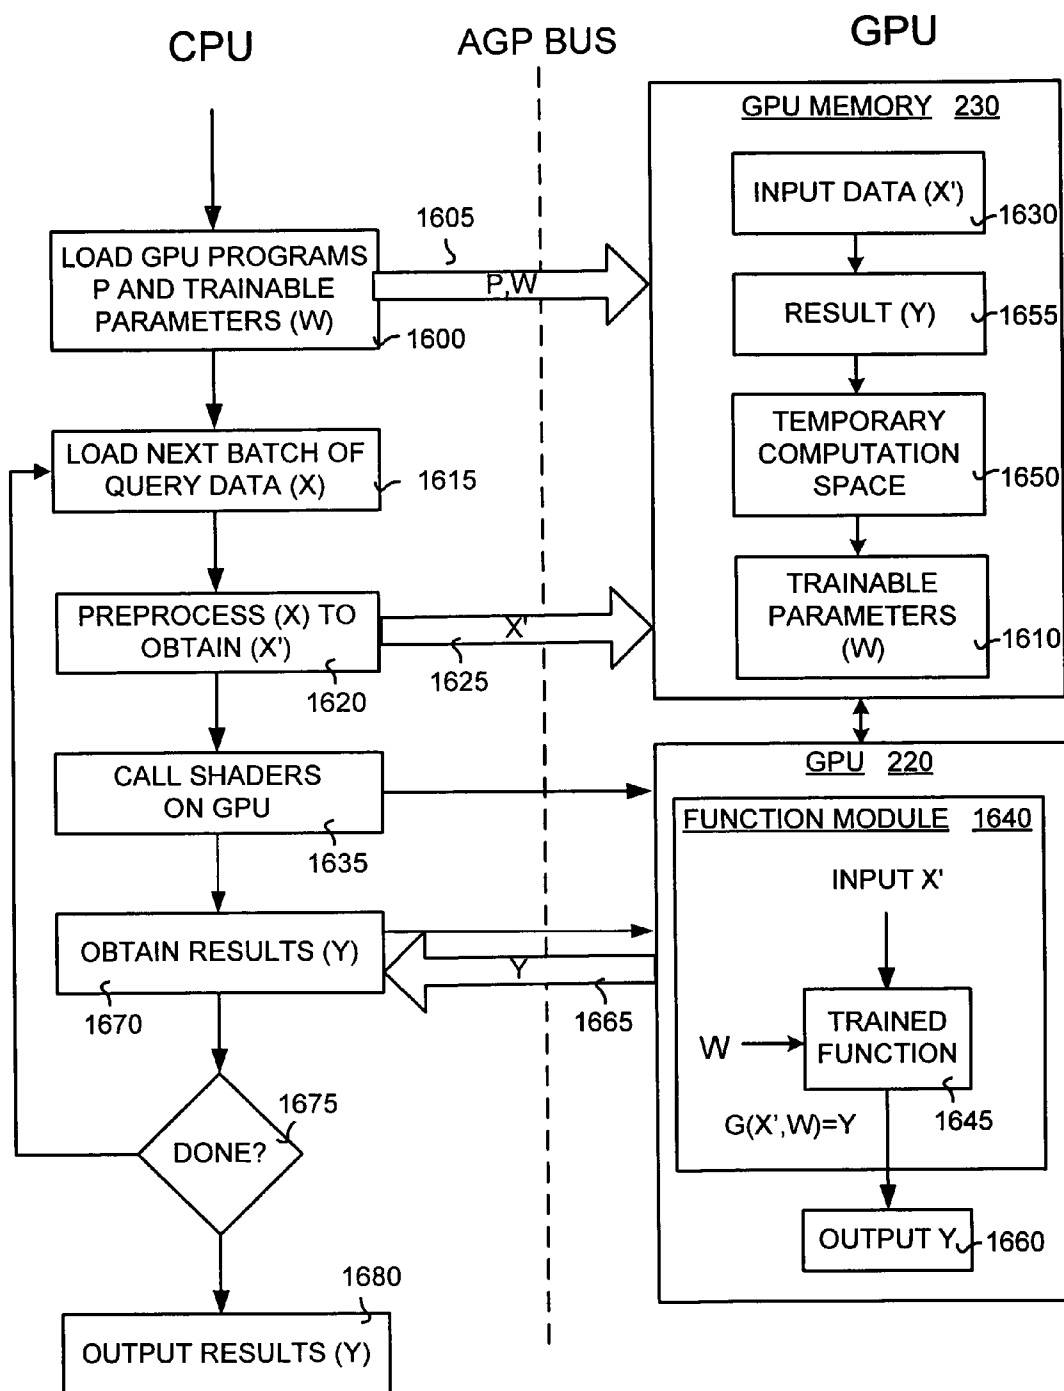 CPU
AGP BUS
GPU
LOAD GPU PROGRAMS
P AND TRAINABLE
PARAMETERS (W)
1600
1605
P,W
LOAD NEXT BATCH OF
QUERY DATA (X)
1615
PREPROCESS (X) TO
OBTAIN (X')
1620
X'
1625
CALL SHADERS
ON GPU
1635
OBTAIN RESULTS (Y)
1670
Y
1665
DONE?
1675
1680
OUTPUT RESULTS (Y)
GPU MEMORY 230
INPUT DATA (X')
1630
RESULT (Y)
1655
TEMPORARY
COMPUTATION
SPACE
1650
TRAINABLE
PARAMETERS
(W)
1610
GPU 220
FUNCTION MODULE 1640
INPUT X'
W
TRAINED
FUNCTION
1645
G(X',W)=Y
OUTPUT Y
1660